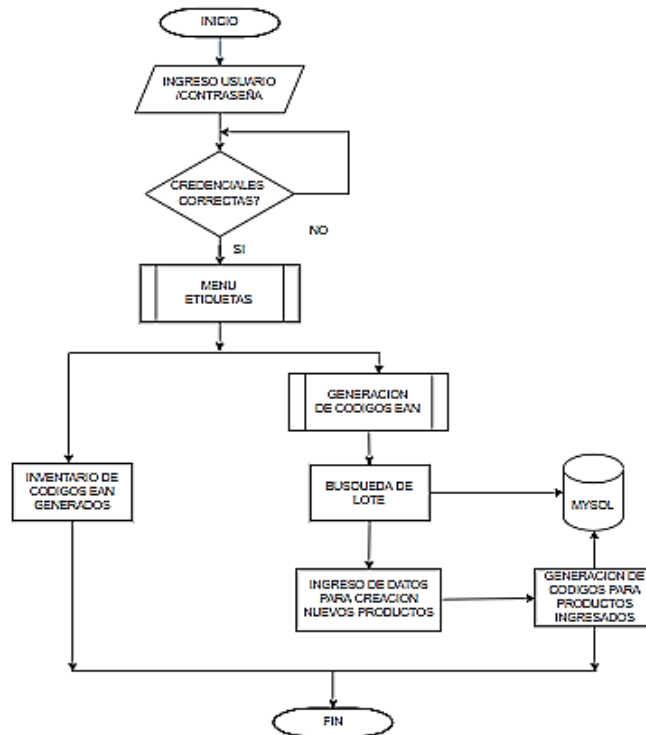 INICIO
INGRESO USUARIO
/CONTRASEÑA
CREDENCIALES
CORRECTAS?
NO
SI
MENU
ETIQUETAS
GENERACION
DE CODIGOS EAN
INVENTARIO DE
CODIGOS EAN
GENERADOS
BUSQUEDA DE
LOTE
MYSQL
INGRESO DE DATOS
PARA CREACION
NUEVOS PRODUCTOS
GENERACION DE
CODIGOS PARA
PRODUCTOS
INGRESADOS
FIN